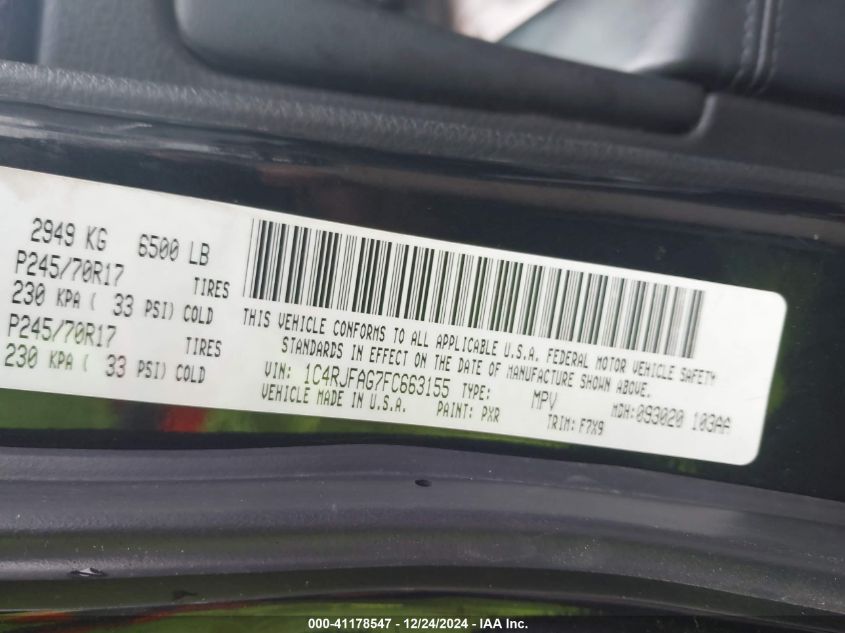 2949 KG 6500 LB
P245/70R17 TIRES
230 KPA ( 33 PSI) COLD
P245/70R17 TIRES
230 KPA ( 33 PSI) COLD
THIS VEHICLE CONFORMS TO ALL APPLICABLE U.S.A. FEDERAL MOTOR VEHICLE SAFETY
STANDARDS IN EFFECT ON THE DATE OF MANUFACTURE SHOWN ABOVE.
VIN: 1C4RJFAG7FC663155 TYPE: MPV MDH: 093020 103AA
VEHICLE MADE IN U.S.A. PAINT: PXR TRIM: F7X9
000-41178547 • 12/24/2024 - IAA Inc.